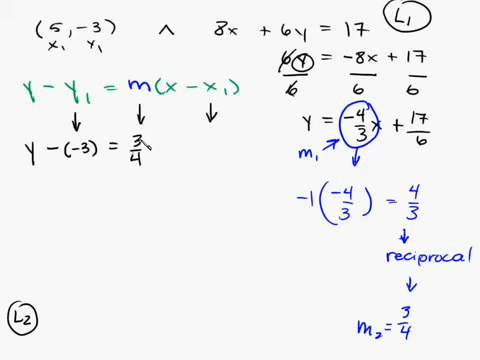 (5, -3) ∧ 8x + 6y = 17 L₁
x₁ x₁
6y/6 = -8x/6 + 17/6
y - y₁ = m(x - x₁)
y = -4/3 x + 17/6
m₁
y - (-3) = 3/4
-1(-4/3) = 4/3
reciprocal
m₂ = 3/4
L₂